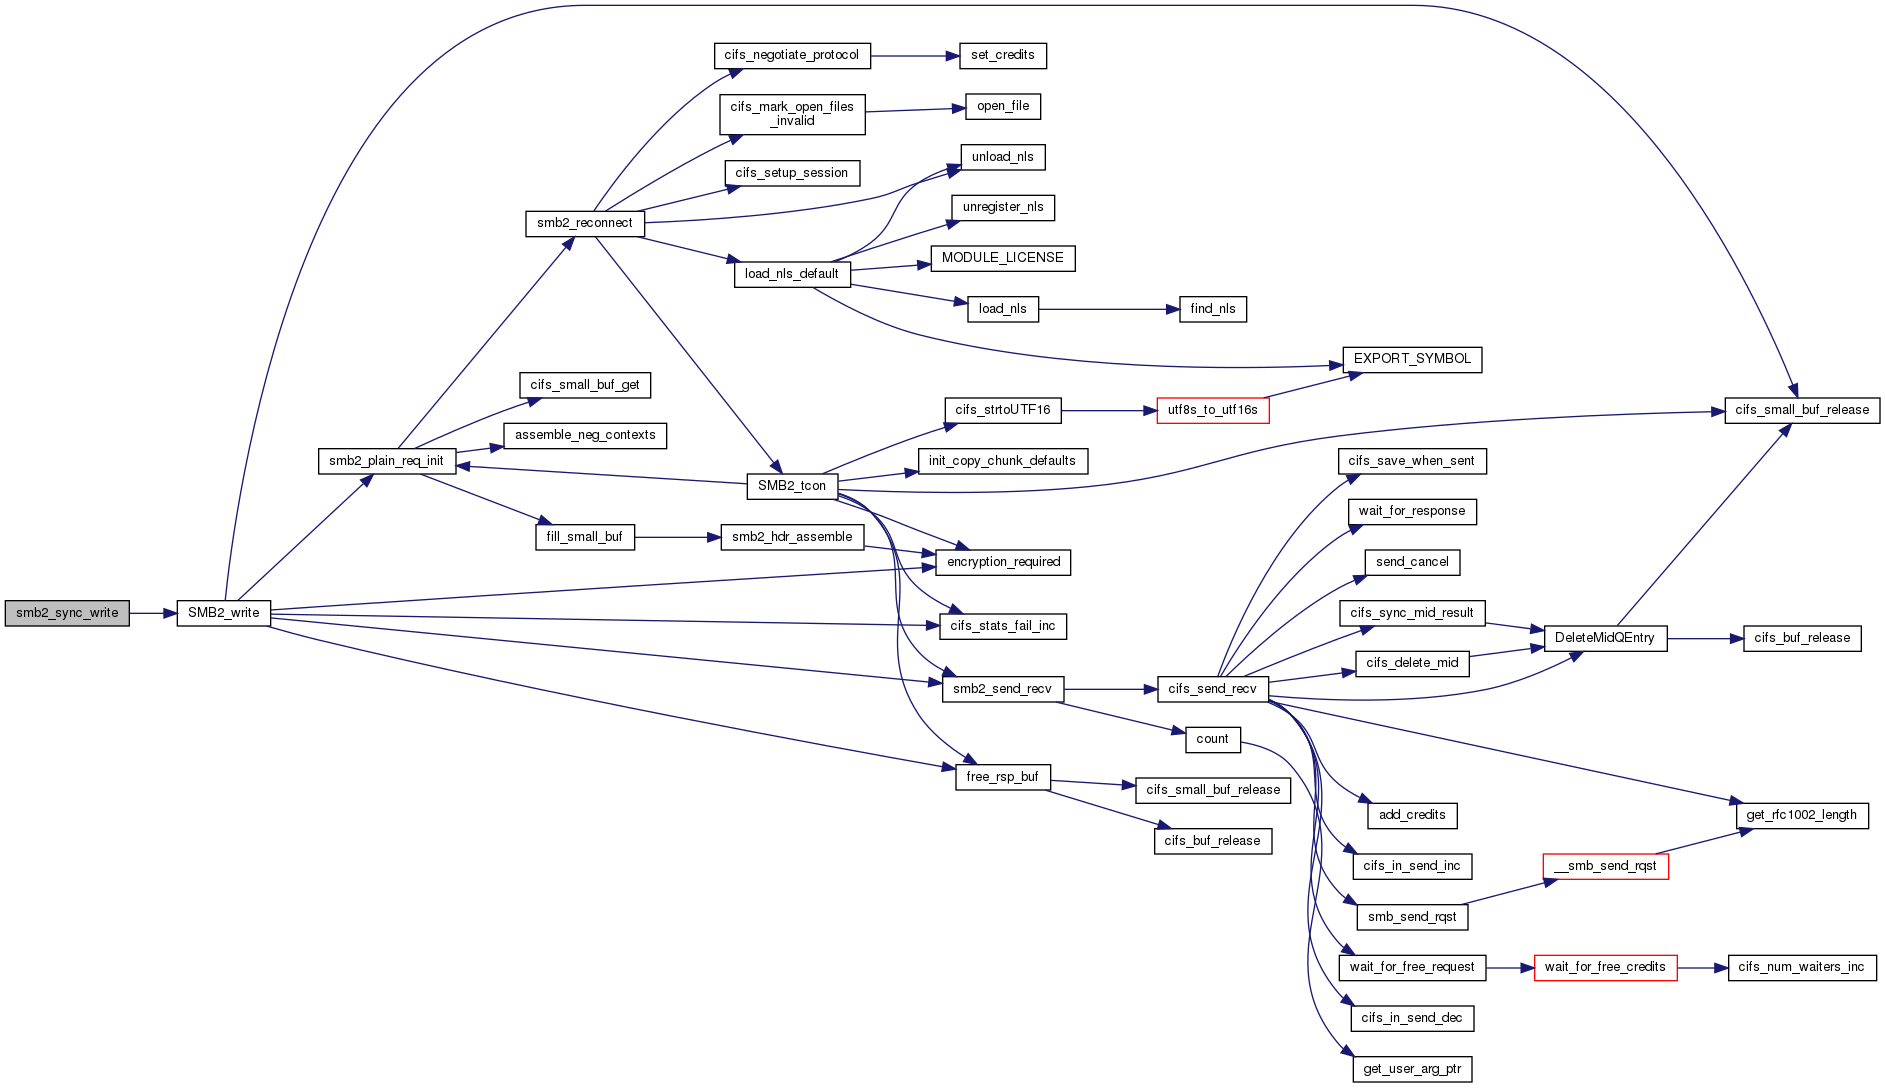 cifs_negotiate_protocol
set_credits
cifs_mark_open_files
_invalid
open_file
unload_nls
cifs_setup_session
unregister_nls
smb2_reconnect
MODULE_LICENSE
load_nls_default
load_nls
find_nls
EXPORT_SYMBOL
cifs_small_buf_get
cifs_strtoUTF16
utf8s_to_utf16s
cifs_small_buf_release
assemble_neg_contexts
smb2_plain_req_init
init_copy_chunk_defaults
cifs_save_when_sent
SMB2_tcon
wait_for_response
fill_small_buf
smb2_hdr_assemble
encryption_required
send_cancel
smb2_sync_write
SMB2_write
cifs_stats_fail_inc
cifs_sync_mid_result
DeleteMidQEntry
cifs_buf_release
cifs_delete_mid
smb2_send_recv
cifs_send_recv
count
free_rsp_buf
cifs_small_buf_release
add_credits
get_rfc1002_length
cifs_buf_release
cifs_in_send_inc
__smb_send_rqst
smb_send_rqst
wait_for_free_request
wait_for_free_credits
cifs_num_waiters_inc
cifs_in_send_dec
get_user_arg_ptr